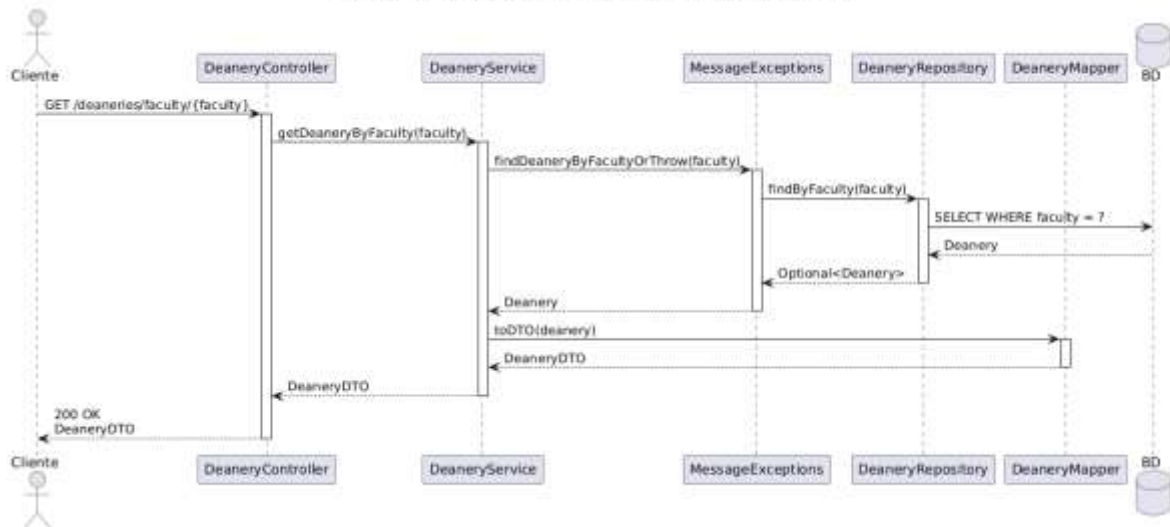 Cliente
DeaneryController
DeaneryService
MessageExceptions
DeaneryRepository
DeaneryMapper
BD
GET /deaneries/faculty/{faculty}
getDeaneryByFaculty(faculty)
findDeaneryByFacultyOrThrow(faculty)
findByFaculty(faculty)
SELECT WHERE faculty = ?
Deanery
Optional<Deanery>
Deanery
toDTO(deanery)
DeaneryDTO
DeaneryDTO
200 OK
DeaneryDTO
Cliente
DeaneryController
DeaneryService
MessageExceptions
DeaneryRepository
DeaneryMapper
BD